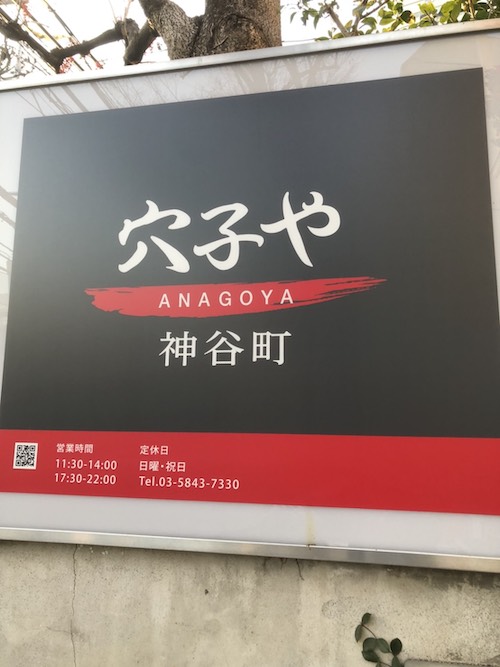 穴子や
ANAGOYA
神谷町
営業時間
11:30-14:00
17:30-22:00
定休日
日曜・祝日
Tel.03-5843-7330